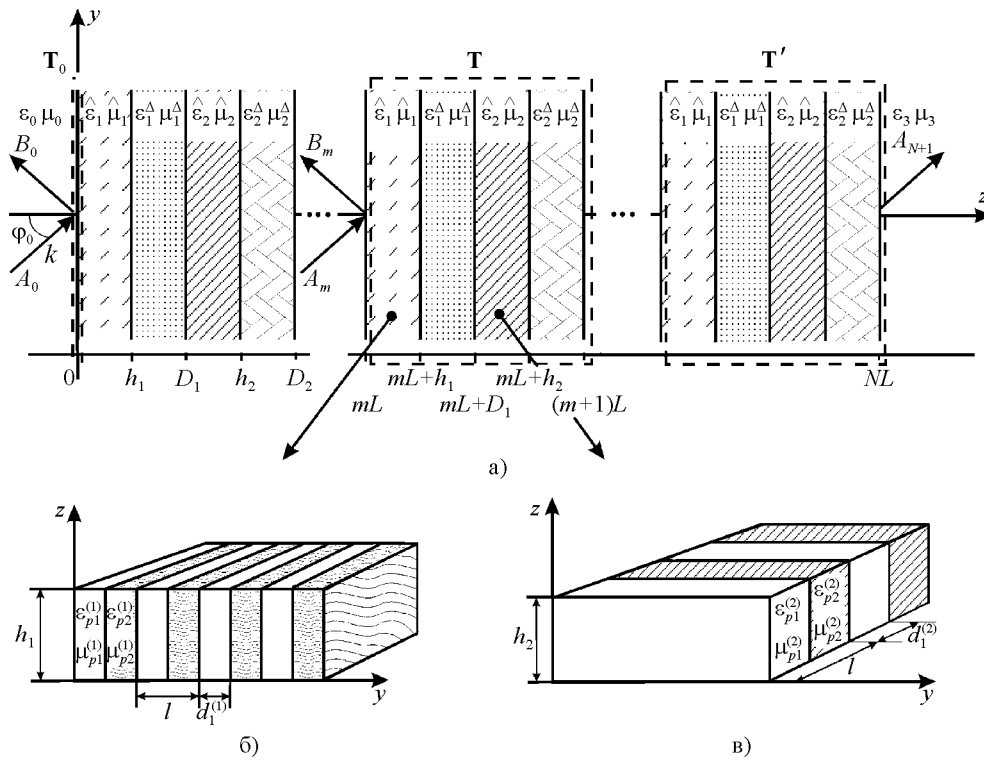 y
T₀ T T′
ε₀ μ₀ ε̂₁ μ̂₁ ε₁^Δ μ₁^Δ ε̂₂ μ̂₂ ε₂^Δ μ₂^Δ ε̂₁ μ̂₁ ε₁^Δ μ₁^Δ ε̂₂ μ̂₂ ε₂^Δ μ₂^Δ ε̂₁ μ̂₁ ε₁^Δ μ₁^Δ ε̂₂ μ̂₂ ε₂^Δ μ₂^Δ ε₃ μ₃
B₀ B_m A_{N+1}
z
φ₀
k
A₀ A_m
0 h₁ D₁ h₂ D₂ mL+h₁ mL+h₂ NL
mL mL+D₁ (m+1)L
а)
z
ε_{p1}^{(1)} ε_{p2}^{(1)}
h₁
μ_{p1}^{(1)} μ_{p2}^{(1)}
l d₁^{(1)} y
б)
z
ε_{p1}^{(2)} ε_{p2}^{(2)}
h₂
μ_{p1}^{(2)} μ_{p2}^{(2)}
l d₁^{(2)}
y
в)